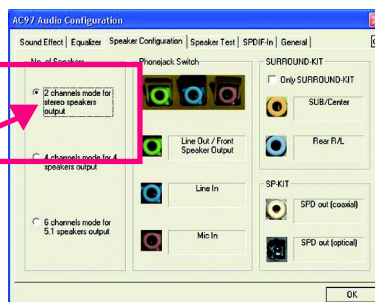 AC97 Audio Configuration
Sound Effect
Equalizer
Speaker Configuration
Speaker Test
SPDIF-In
General
No. of Speakers
2 channels mode for
stereo speakers
output
4 channels mode for 4
speakers output
6 channels mode for
5.1 speakers output
Phonejack Switch
Line Out / Front
Speaker Output
Line In
Mic In
SURROUND-KIT
Only SURROUND-KIT
SUB/Center
Rear R/L
SP-KIT
SPD out (coaxial)
SPD out (optical)
OK